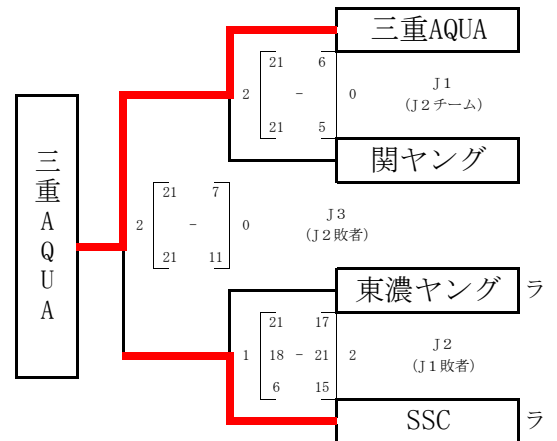 三重AQUA
21 6
2 - 0
21 5
J1
(J2チーム)
関ヤング
三重AQUA
21 7
2 - 0
21 11
J3
(J2敗者)
東濃ヤング ラ
21 17
1 18 - 21 2
6 15
J2
(J1敗者)
SSC ラ